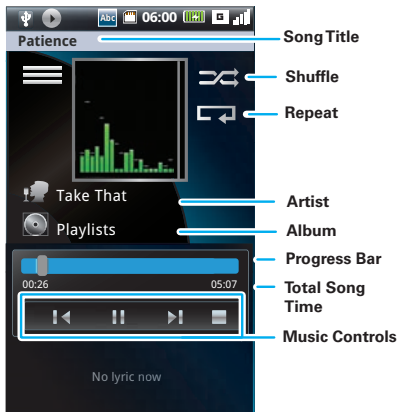 Abc 06:00 G
Patience
Song Title
Shuffle
Repeat
Take That
Artist
Playlists
Album
Progress Bar
00:26 05:07
Total Song
Time
Music Controls
No lyric now